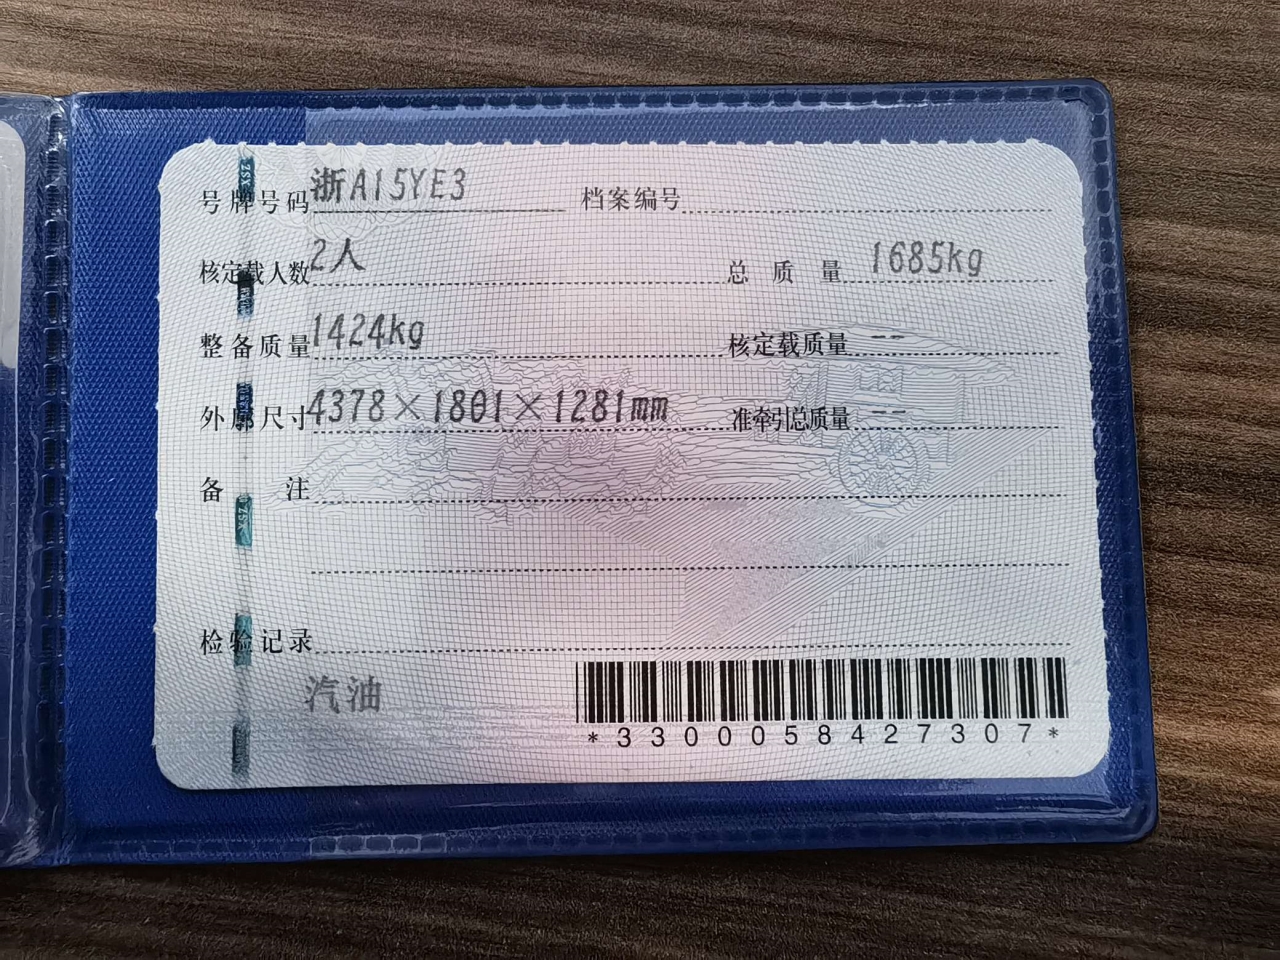 号牌号码 浙A15YE3 档案编号
核定载人数 2人 总质量 1685kg
整备质量 1424kg 核定载质量 --
外廓尺寸 4378×1801×1281mm 准牵引总质量 --
备注
检验记录
汽油
*3300058427307*